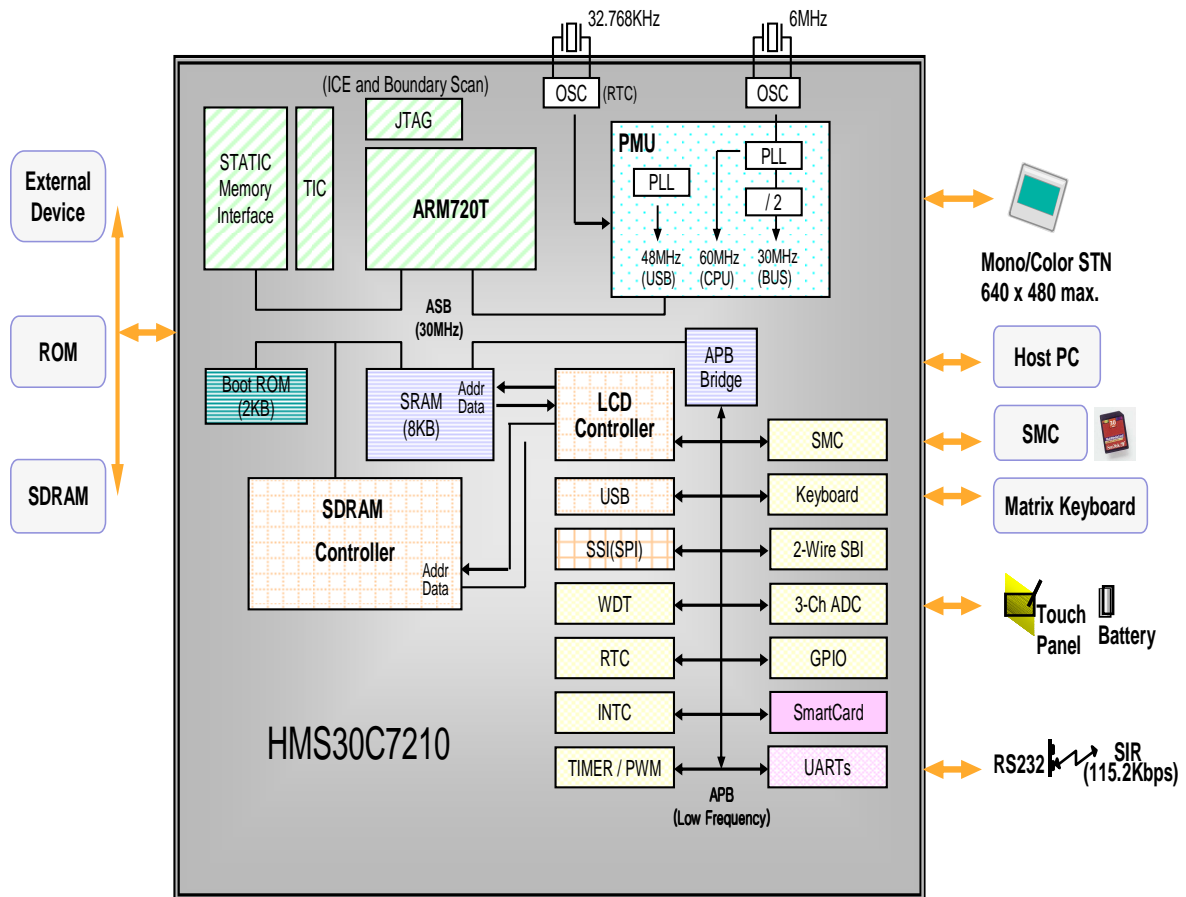 32.768KHz
6MHz
(ICE and Boundary Scan)
OSC
(RTC)
OSC
JTAG
STATIC
Memory
Interface
TIC
ARM720T
PMU
PLL
PLL
/ 2
48MHz
(USB)
60MHz
(CPU)
30MHz
(BUS)
External
Device
ROM
SDRAM
ASB
(30MHz)
Boot ROM
(2KB)
SRAM
(8KB)
Addr
Data
LCD
Controller
APB
Bridge
SDRAM
Controller
Addr
Data
SMC
USB
Keyboard
SSI(SPI)
2-Wire SBI
WDT
3-Ch ADC
RTC
GPIO
INTC
SmartCard
TIMER / PWM
UARTs
APB
(Low Frequency)
HMS30C7210
Mono/Color STN
640 x 480 max.
Host PC
SMC
Matrix Keyboard
Touch
Panel
Battery
RS232
SIR
(115.2Kbps)